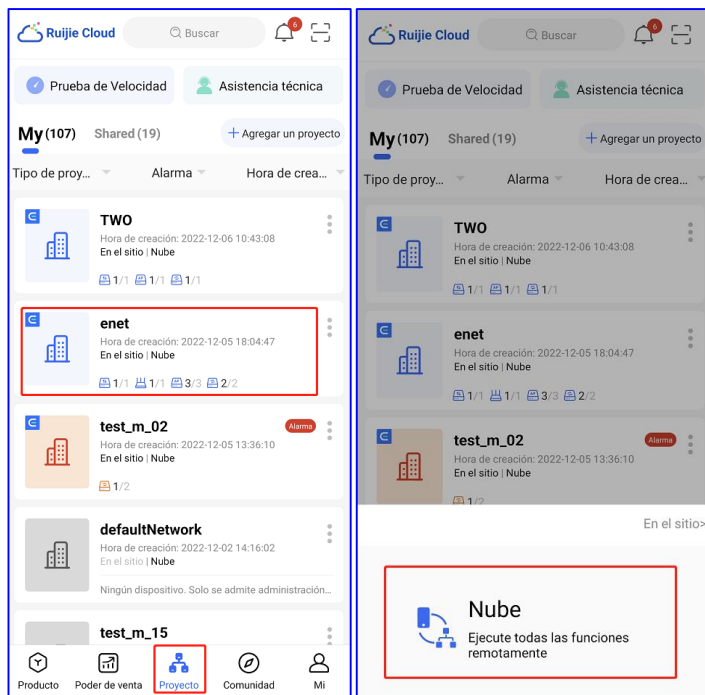 Ruijie Cloud
Buscar
6
Prueba de Velocidad
Asistencia técnica
My (107)
Shared (19)
+ Agregar un proyecto
Tipo de proy...
Alarma
Hora de crea...
TWO
Hora de creación: 2022-12-06 10:43:08
En el sitio | Nube
1/1 1/1 1/1
enet
Hora de creación: 2022-12-05 18:04:47
En el sitio | Nube
1/1 1/1 3/3 2/2
test_m_02
Alarma
Hora de creación: 2022-12-05 13:36:10
En el sitio | Nube
1/2
defaultNetwork
Hora de creación: 2022-12-02 14:16:02
En el sitio | Nube
Ningún dispositivo. Solo se admite administración...
test_m_15
Producto
Poder de venta
Proyecto
Comunidad
Mi
Ruijie Cloud
Buscar
6
Prueba de Velocidad
Asistencia técnica
My (107)
Shared (19)
+ Agregar un proyecto
Tipo de proy...
Alarma
Hora de crea...
TWO
Hora de creación: 2022-12-06 10:43:08
En el sitio | Nube
1/1 1/1 1/1
enet
Hora de creación: 2022-12-05 18:04:47
En el sitio | Nube
1/1 1/1 3/3 2/2
test_m_02
Alarma
Hora de creación: 2022-12-05 13:36:10
En el sitio | Nube
1/2
En el sitio>
Nube
Ejecute todas las funciones
remotamente